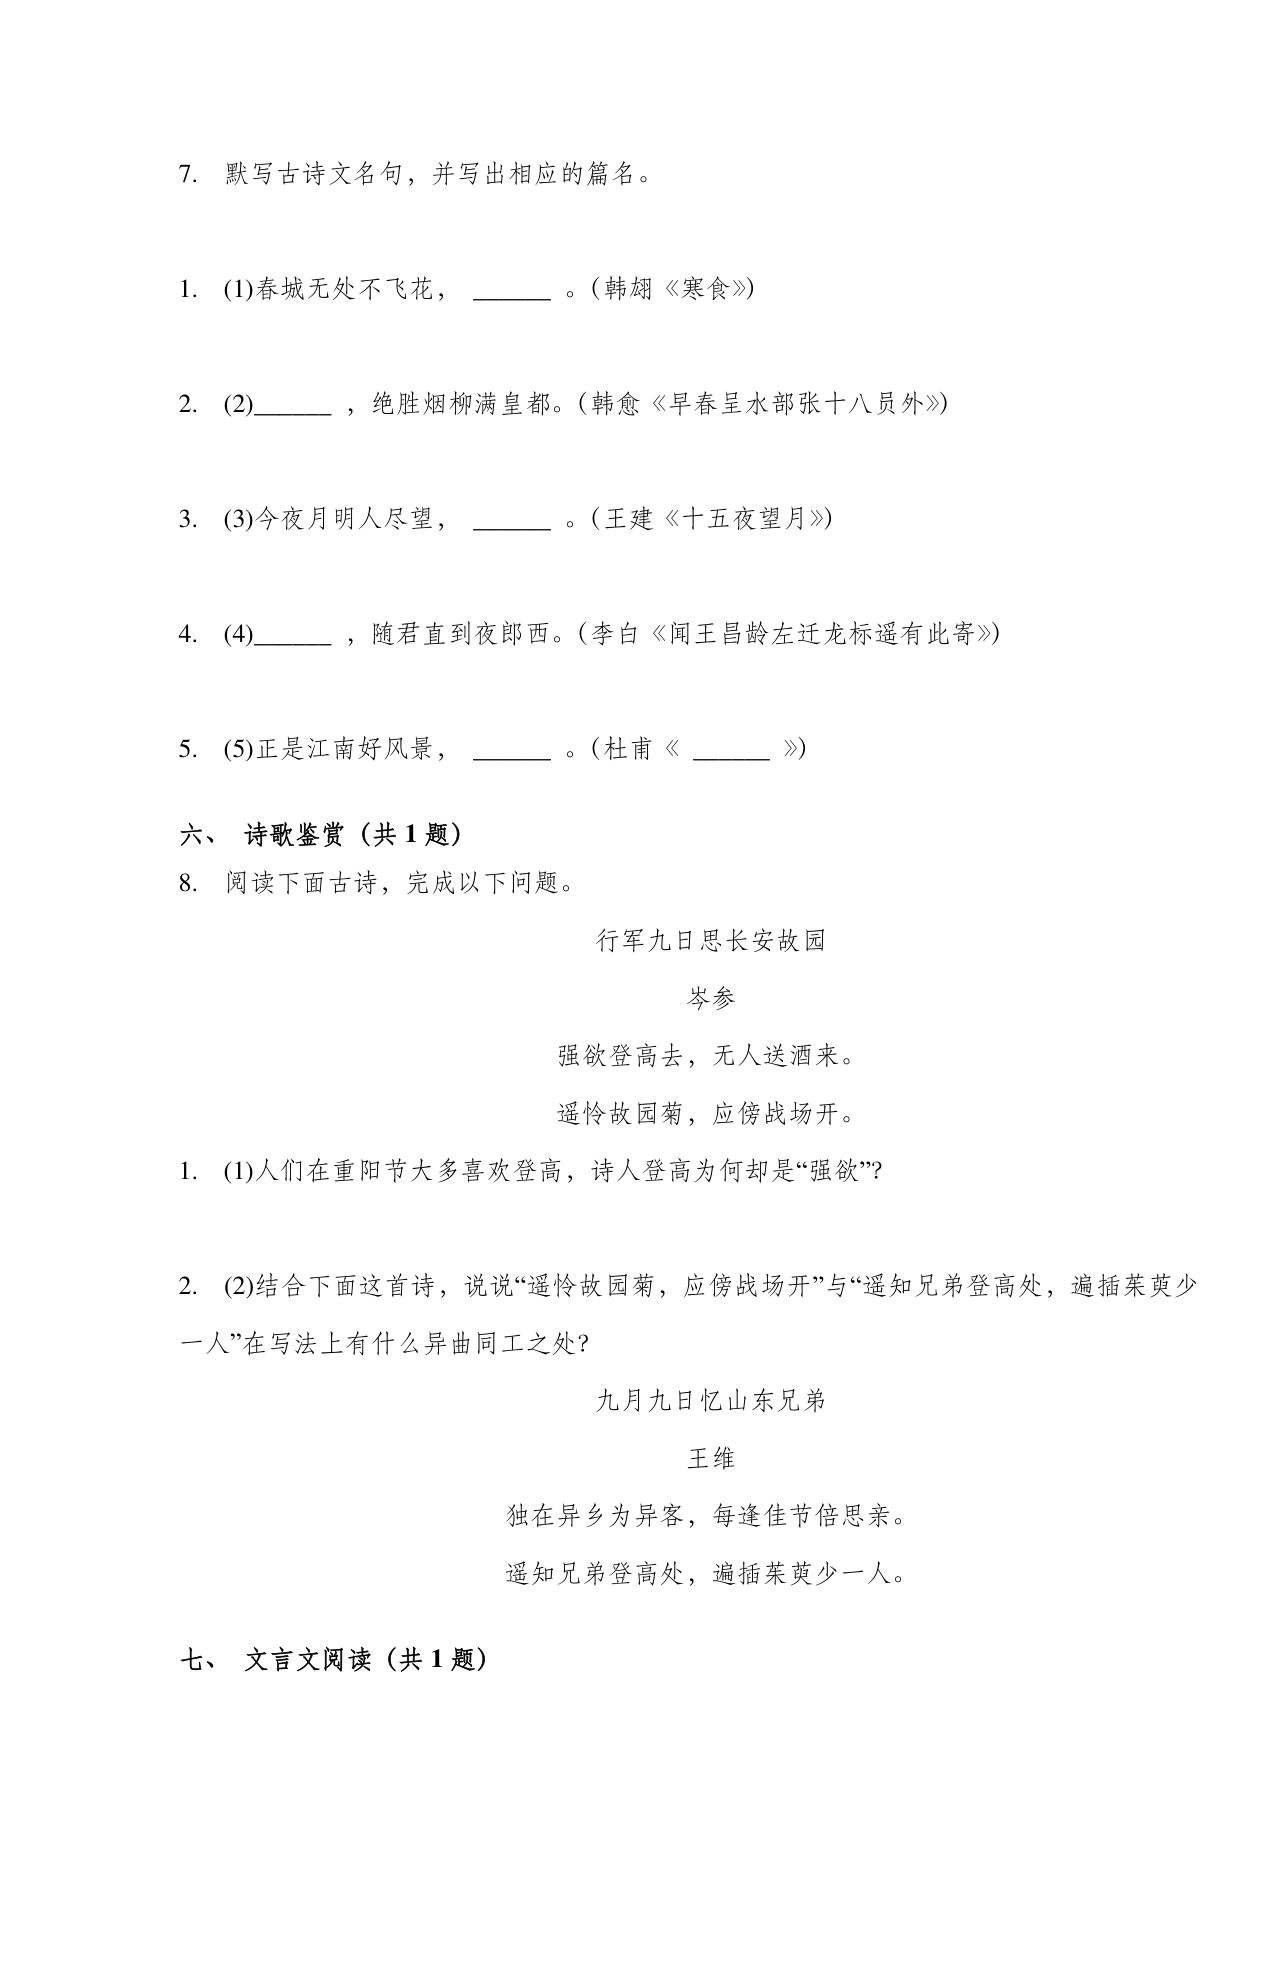 7. 默写古诗文名句，并写出相应的篇名。
1. (1)春城无处不飞花， ______ 。（韩翃《寒食》）
2. (2)______ ，绝胜烟柳满皇都。（韩愈《早春呈水部张十八员外》）
3. (3)今夜月明人尽望， ______ 。（王建《十五夜望月》）
4. (4)______ ，随君直到夜郎西。（李白《闻王昌龄左迁龙标遥有此寄》）
5. (5)正是江南好风景， ______ 。（杜甫《 ______ 》）
六、 诗歌鉴赏（共 1 题）
8. 阅读下面古诗，完成以下问题。
行军九日思长安故园
岑参
强欲登高去，无人送酒来。
遥怜故园菊，应傍战场开。
1. (1)人们在重阳节大多喜欢登高，诗人登高为何却是“强欲”?
2. (2)结合下面这首诗，说说“遥怜故园菊，应傍战场开”与“遥知兄弟登高处，遍插茱萸少
一人”在写法上有什么异曲同工之处?
九月九日忆山东兄弟
王维
独在异乡为异客，每逢佳节倍思亲。
遥知兄弟登高处，遍插茱萸少一人。
七、 文言文阅读（共 1 题）